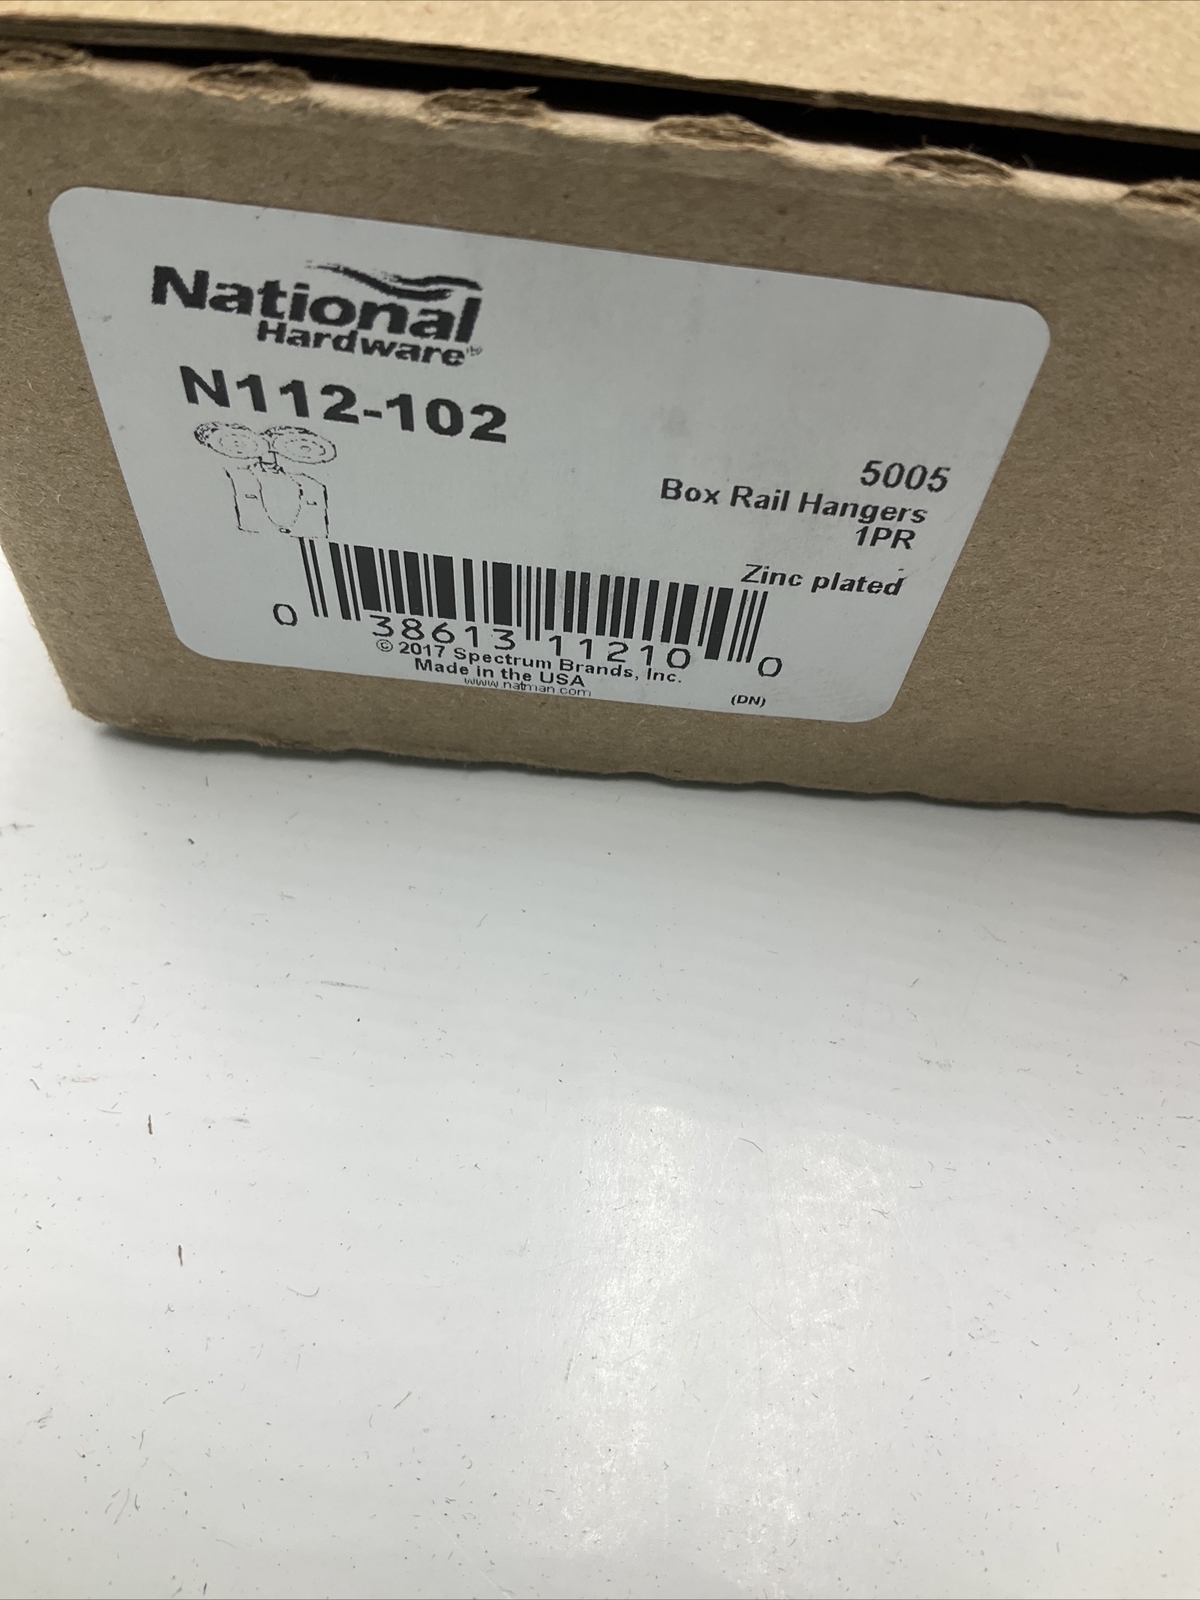 National
Hardware
N112-102
5005
Box Rail Hangers
1PR
Zinc plated
0 38613 11210 0
© 2017 Spectrum Brands, Inc.
Made in the USA
www.natman.com
(DN)